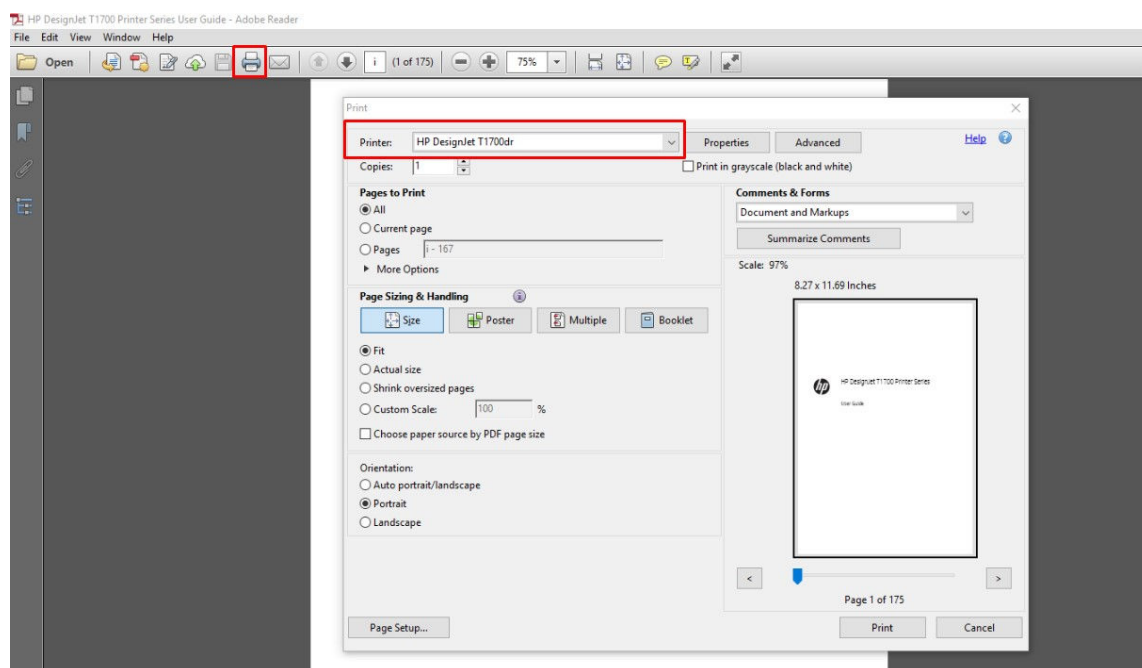 HP DesignJet T1700 Printer Series User Guide - Adobe Reader
File Edit View Window Help
Open i (1 of 175) 75%
Print
Printer: HP DesignJet T1700dr Properties Advanced Help
Copies: 1 Print in grayscale (black and white)
Pages to Print
All
Current page
Pages i - 167
More Options
Comments & Forms
Document and Markups
Summarize Comments
Page Sizing & Handling
Size Poster Multiple Booklet
Fit
Actual size
Shrink oversized pages
Custom Scale: 100 %
Choose paper source by PDF page size
Orientation:
Auto portrait/landscape
Portrait
Landscape
Scale: 97%
8.27 x 11.69 Inches
hp HP DesignJet T1700 Printer Series
User Guide
< >
Page 1 of 175
Page Setup... Print Cancel